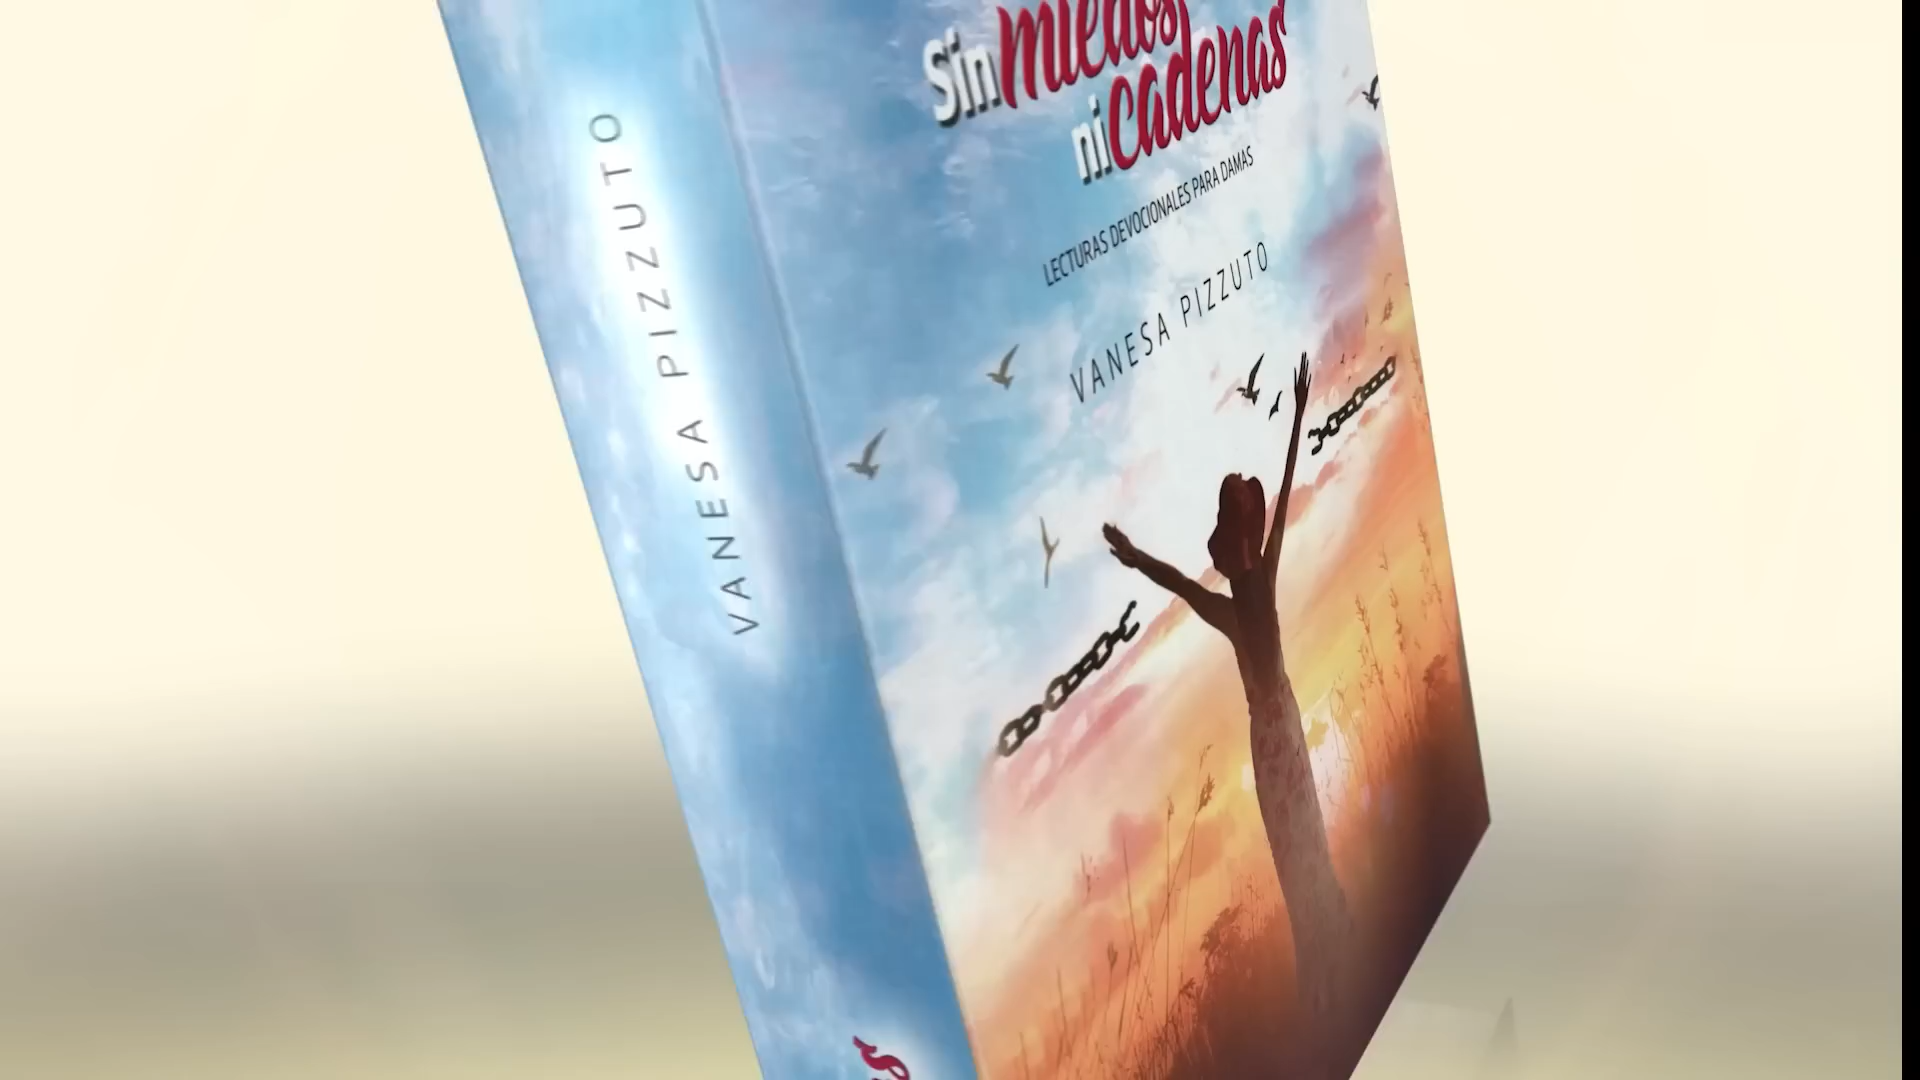 VANESA PIZZUTO
Sin miedos
ni cadenas
LECTURAS DEVOCIONALES PARA DAMAS
VANESA PIZZUTO